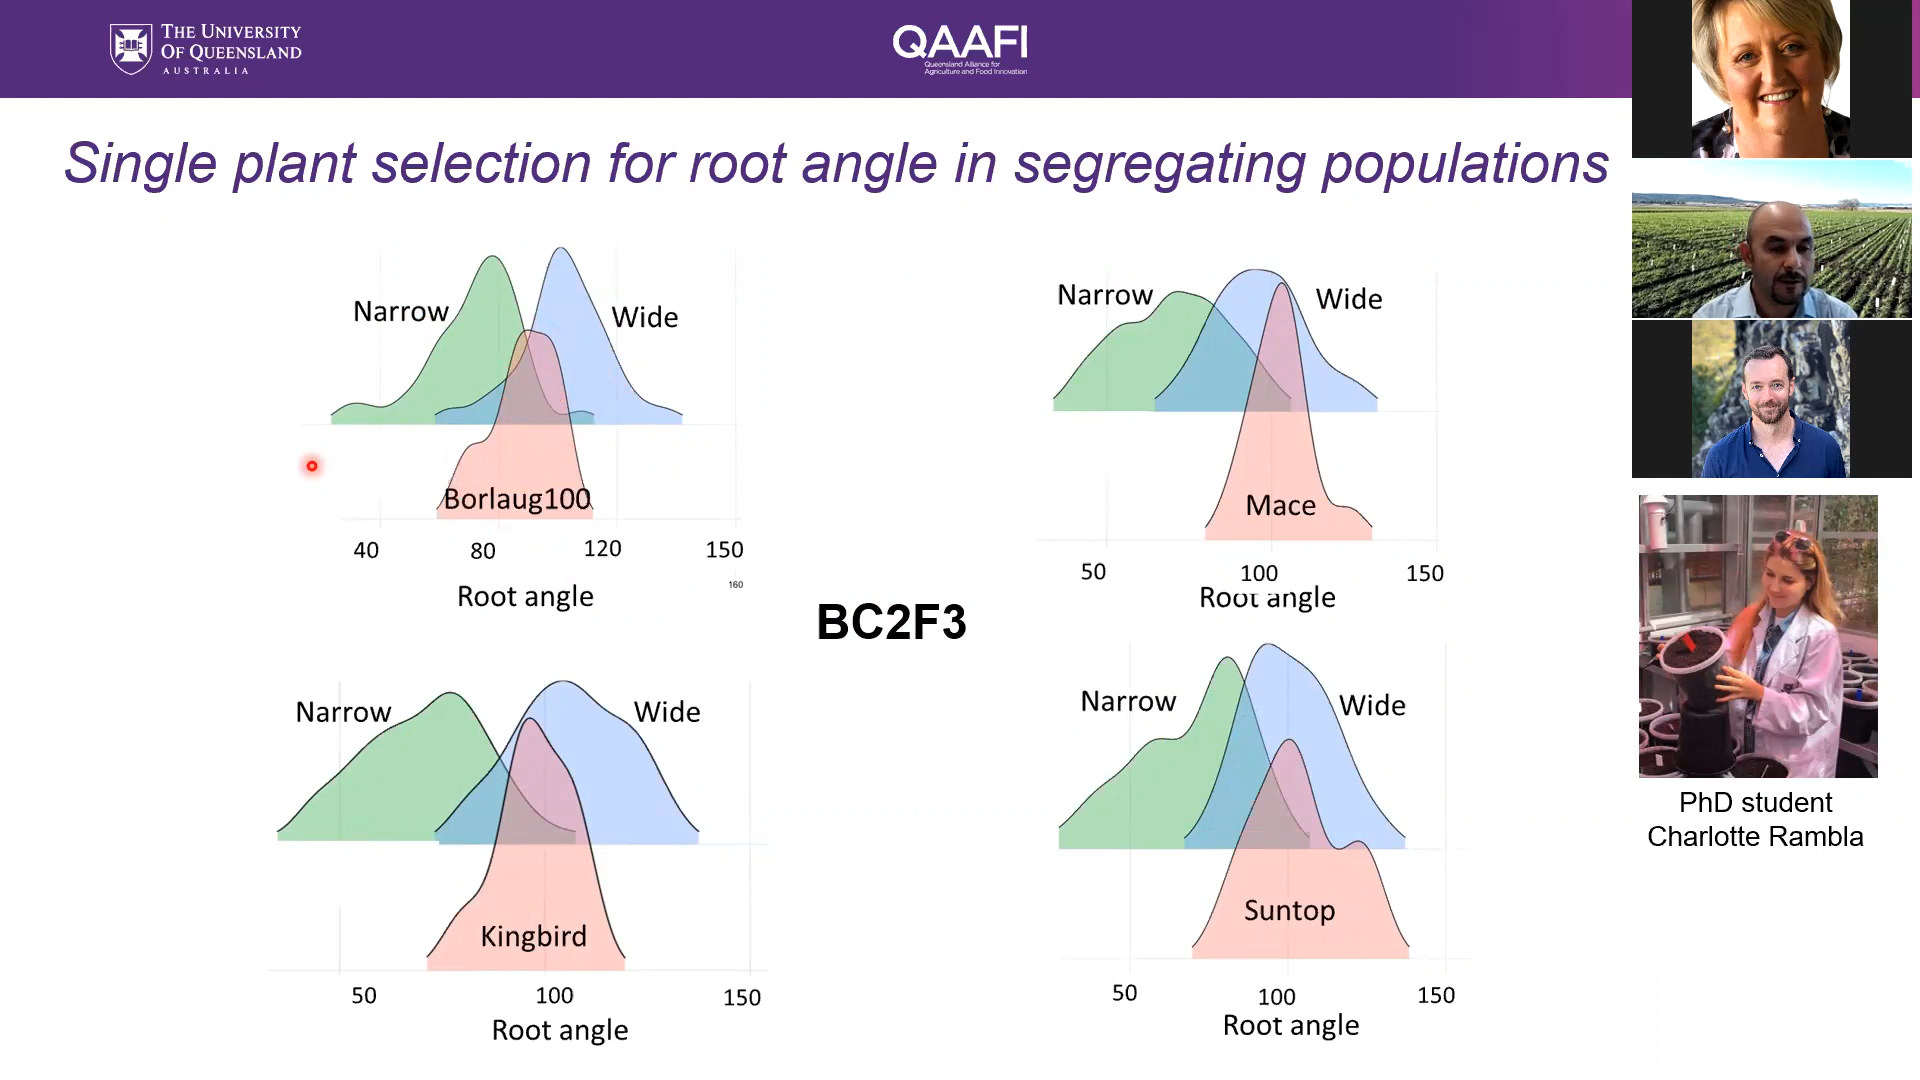 THE UNIVERSITY
OF QUEENSLAND
AUSTRALIA
QAAFI
Queensland Alliance for
Agriculture and Food Innovation
Single plant selection for root angle in segregating populations
Narrow
Wide
Borlaug100
40
80
120
150
160
Root angle
Narrow
Wide
Mace
50
100
150
Root angle
BC2F3
Narrow
Wide
Kingbird
50
100
150
Root angle
Narrow
Wide
Suntop
50
100
150
Root angle
PhD student
Charlotte Rambla